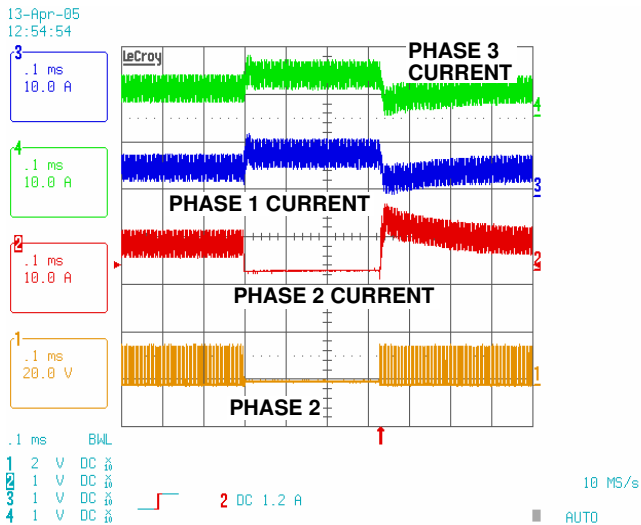 13-Apr-05
12:54:54
3
.1 ms
10.0 A
4
.1 ms
10.0 A
2
.1 ms
10.0 A
1
.1 ms
20.0 V
LeCroy
PHASE 3
CURRENT
4
PHASE 1 CURRENT
3
PHASE 2 CURRENT
2
PHASE 2
1
.1 ms BWL
1 2 V DC X10
2 1 V DC X10
3 1 V DC X10
4 1 V DC X10
2 DC 1.2 A
10 MS/s
AUTO